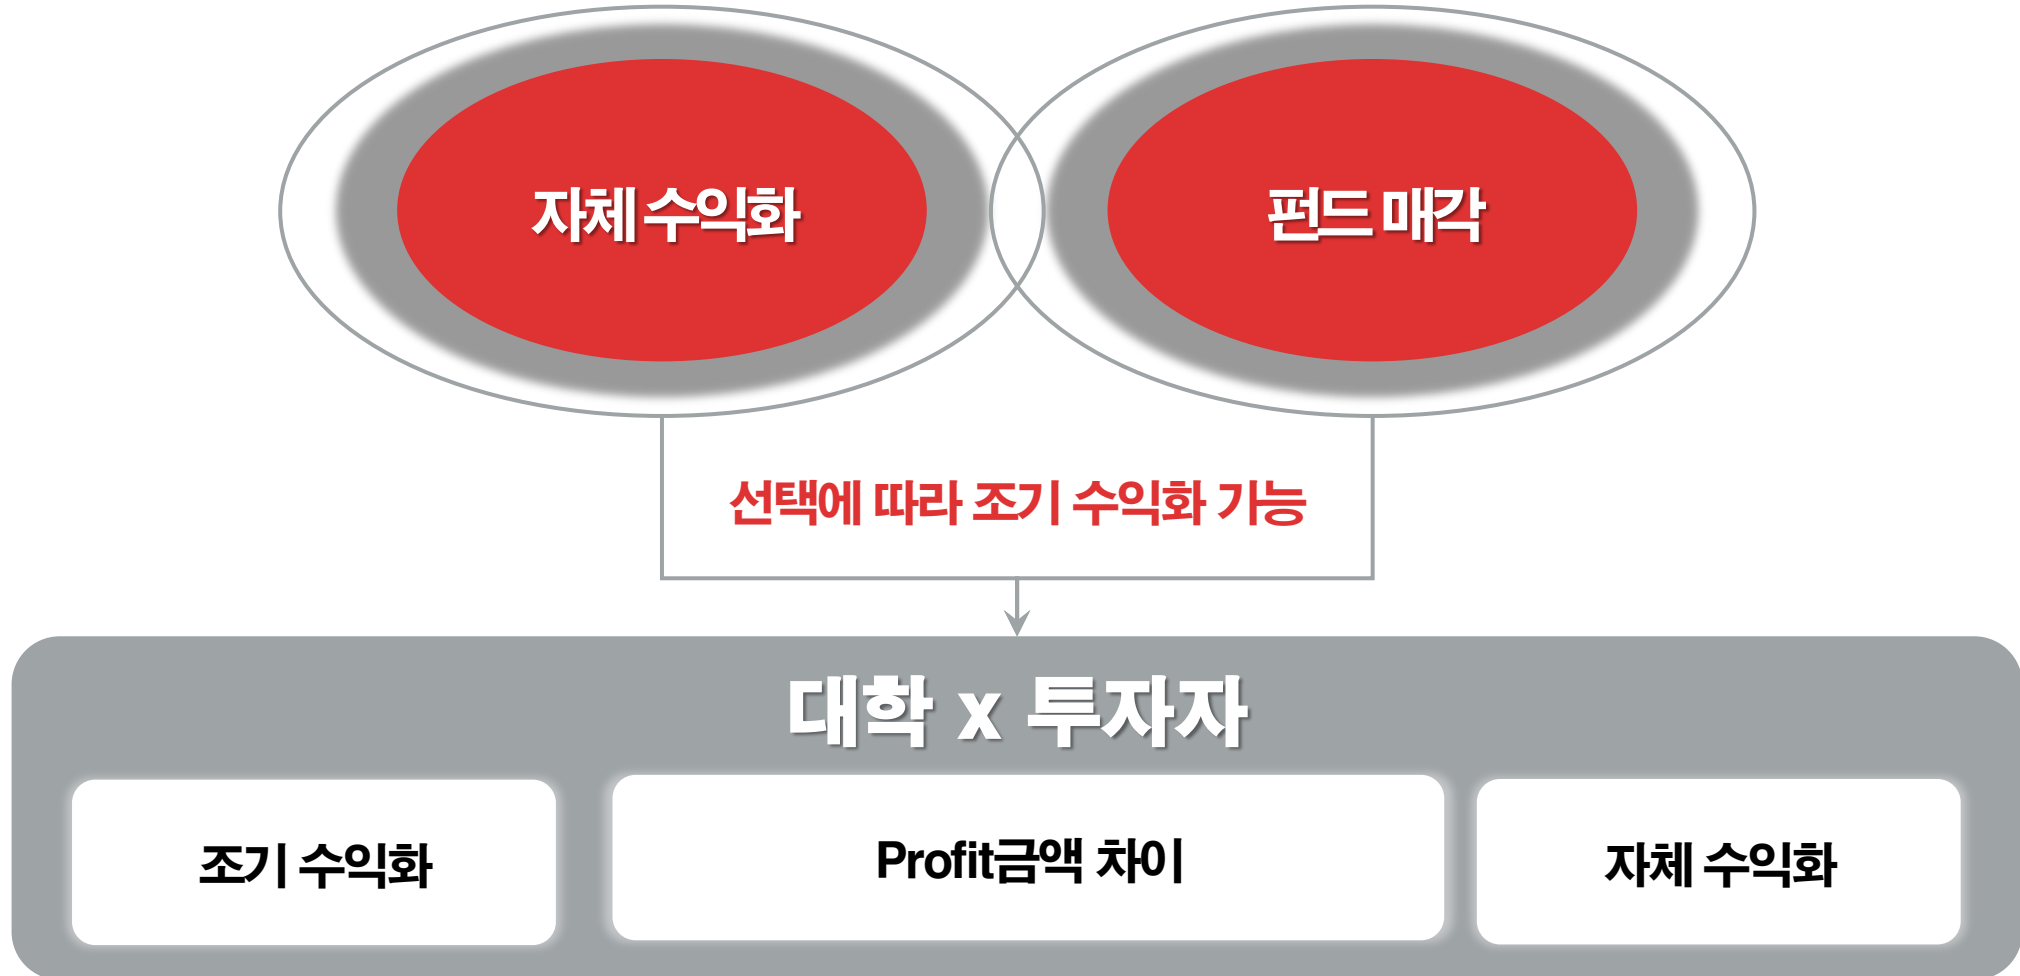 자체 수익화
펀드 매각
선택에 따라 조기 수익화 가능
대학 x 투자자
조기 수익화
Profit금액 차이
자체 수익화